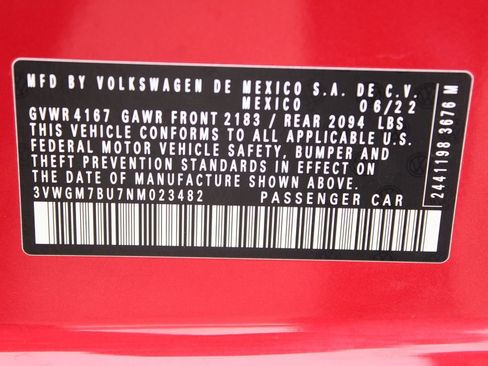 MFD BY VOLKSWAGEN DE MEXICO S.A. DE C.V.
MEXICO 06/22
GVWR 4167 GAWR FRONT 2183 / REAR 2094 LBS
THIS VEHICLE CONFORMS TO ALL APPLICABLE U.S.
FEDERAL MOTOR VEHICLE SAFETY, BUMPER AND
THEFT PREVENTION STANDARDS IN EFFECT ON
THE DATE OF MANUFACTURE SHOWN ABOVE
3VWGM7BU7NM023482 PASSENGER CAR
2441198 3676 M